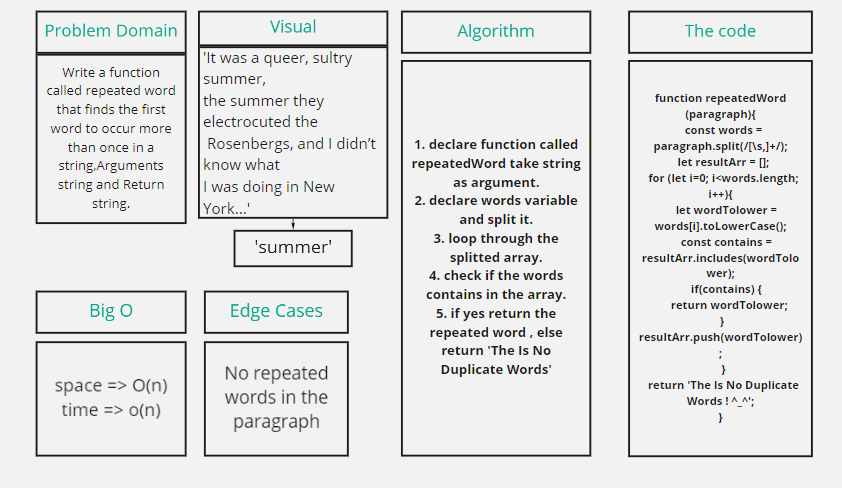 Problem Domain
Write a function
called repeated word
that finds the first
word to occur more
than once in a
string,Arguments
string and Return
string.
Visual
'It was a queer, sultry
summer,
the summer they
electrocuted the
Rosenbergs, and I didn’t
know what
I was doing in New
York...'
'summer'
Big O
space => O(n)
time => o(n)
Edge Cases
No repeated
words in the
paragraph
Algorithm
1. declare function called
repeatedWord take string
as argument.
2. declare words variable
and split it.
3. loop through the
splitted array.
4. check if the words
contains in the array.
5. if yes return the
repeated word , else
return 'The Is No
Duplicate Words'
The code
function repeatedWord
(paragraph){
const words =
paragraph.split(/[\s,]+/);
let resultArr = [];
for (let i=0; i<words.length;
i++){
let wordTolower =
words[i].toLowerCase();
const contains =
resultArr.includes(wordTolo
wer);
if(contains) {
return wordTolower;
}
resultArr.push(wordTolower)
;
}
return 'The Is No Duplicate
Words ! ^_^';
}